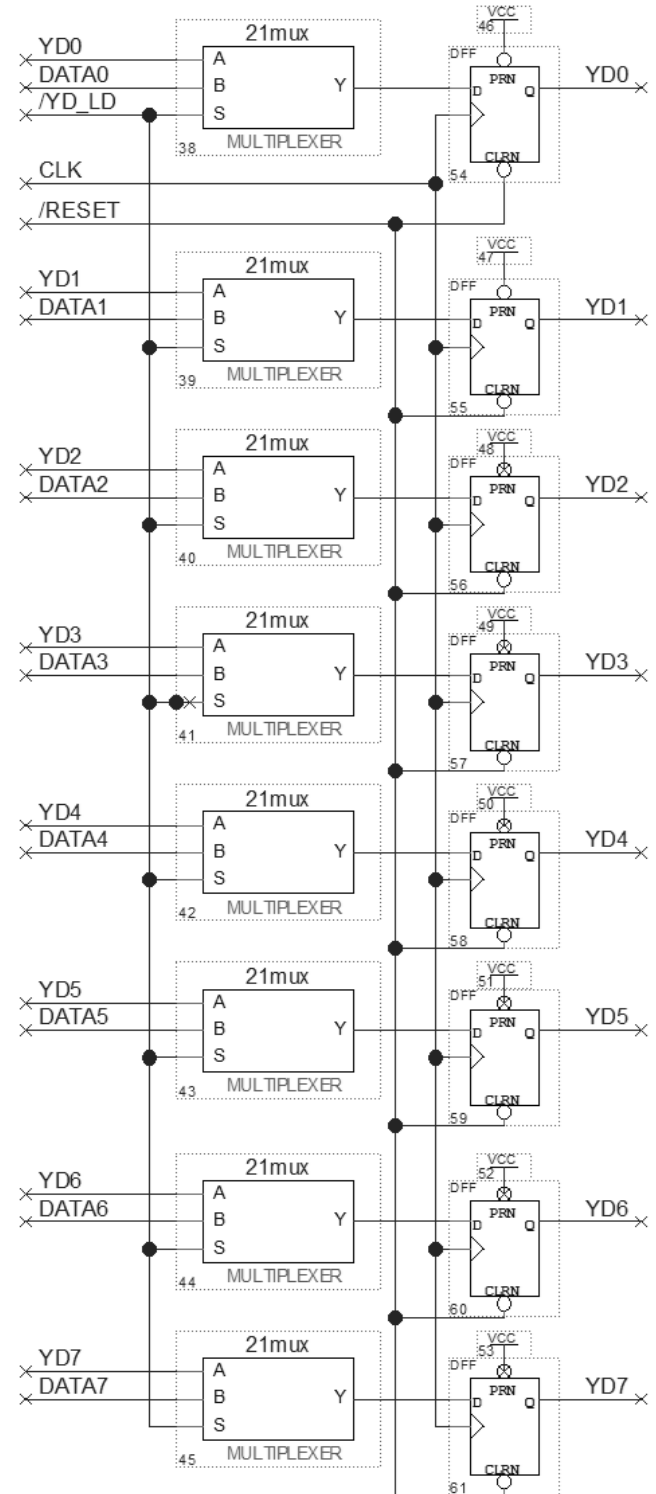 VCC
46
21mux
DFF
YD0
A
PRN
YD0
DATA0
B
Y
D
Q
/YD_LD
S
MULTIPLEXER
38
CLRN
CLK
54
/RESET
VCC
47
21mux
DFF
YD1
A
PRN
YD1
DATA1
B
Y
D
Q
S
MULTIPLEXER
39
CLRN
55
VCC
48
21mux
DFF
YD2
A
PRN
YD2
DATA2
B
Y
D
Q
S
MULTIPLEXER
40
CLRN
56
VCC
49
21mux
DFF
YD3
A
PRN
YD3
DATA3
B
Y
D
Q
S
MULTIPLEXER
41
CLRN
57
VCC
50
21mux
DFF
YD4
A
PRN
YD4
DATA4
B
Y
D
Q
S
MULTIPLEXER
42
CLRN
58
VCC
51
21mux
DFF
YD5
A
PRN
YD5
DATA5
B
Y
D
Q
S
MULTIPLEXER
43
CLRN
59
VCC
52
21mux
DFF
YD6
A
PRN
YD6
DATA6
B
Y
D
Q
S
MULTIPLEXER
44
CLRN
60
VCC
53
21mux
DFF
YD7
A
PRN
YD7
DATA7
B
Y
D
Q
S
MULTIPLEXER
45
CLRN
61